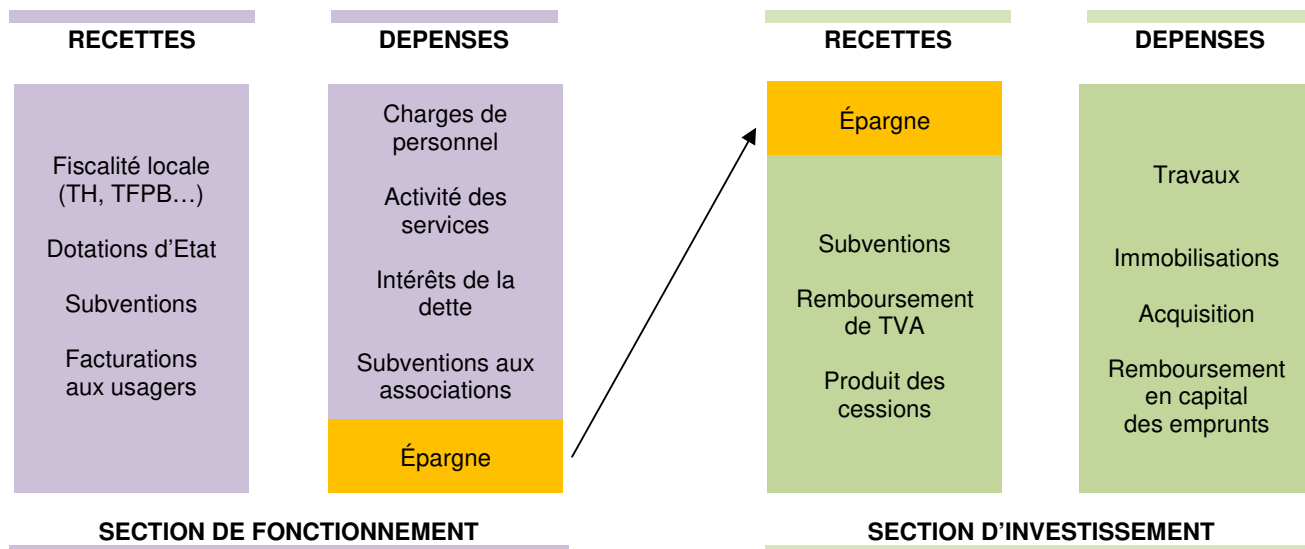 RECETTES
Fiscalité locale
(TH, TFPB…)
Dotations d’Etat
Subventions
Facturations
aux usagers
DEPENSES
Charges de
personnel
Activité des
services
Intérêts de la
dette
Subventions aux
associations
Épargne
SECTION DE FONCTIONNEMENT
RECETTES
Épargne
Subventions
Remboursement
de TVA
Produit des
cessions
DEPENSES
Travaux
Immobilisations
Acquisition
Remboursement
en capital
des emprunts
SECTION D’INVESTISSEMENT